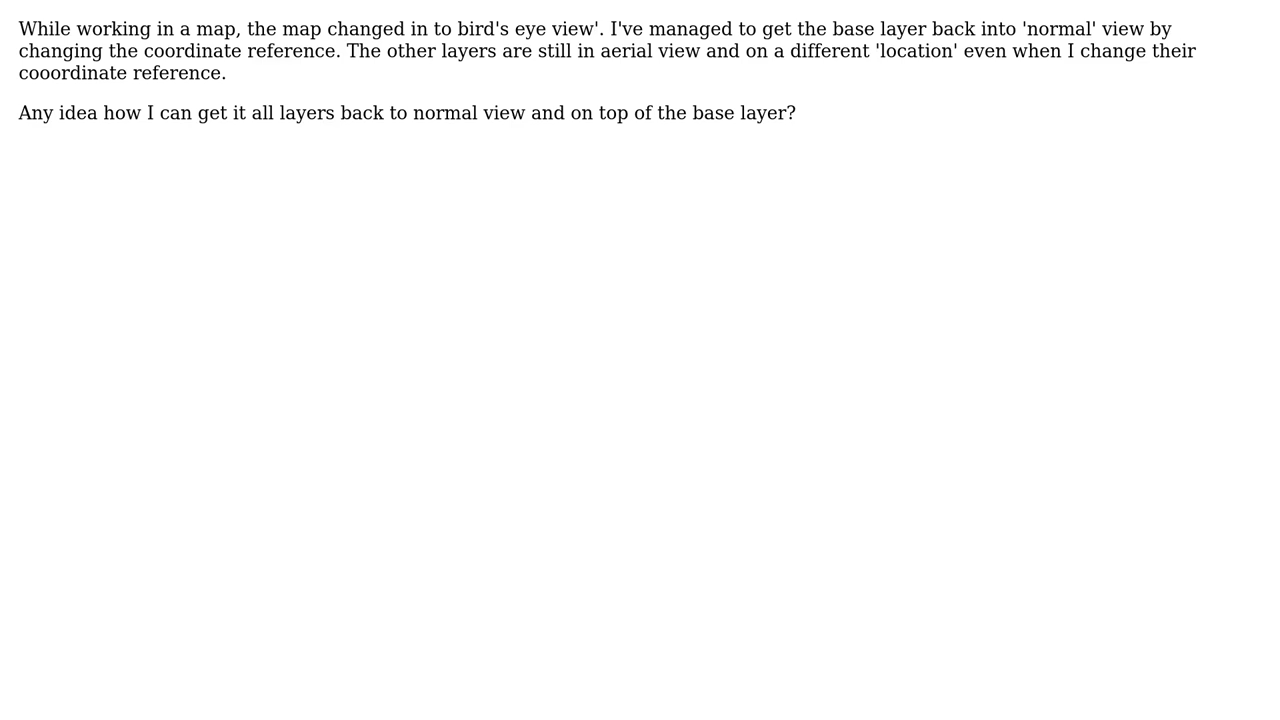 While working in a map, the map changed in to bird's eye view'. I've managed to get the base layer back into 'normal' view by
changing the coordinate reference. The other layers are still in aerial view and on a different 'location' even when I change their
cooordinate reference.
Any idea how I can get it all layers back to normal view and on top of the base layer?